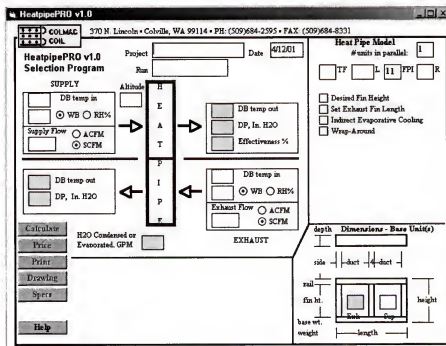 HeatpipePRO v1.0
COLMAC COIL
370 N. Lincoln • Colville, WA 99114 • PH: (509)684-2595 • FAX: (509)684-8331
HeatpipePRO v1.0
Selection Program
Project
Date 4/12/01
Run
Heat Pipe Model
# units in parallel:
TF L 11 FPI R
SUPPLY
Altitude
DB temp in
WB RH%
Supply Flow ACFM
SCFM
HEAT PIPE
DB temp out
DP, In. H2O
Effectiveness %
Desired Fin Height
Set Exhaust Fin Length
Indirect Evaporative Cooling
Wrap-Around
DB temp out
DP, In. H2O
DB temp in
WB RH%
Exhaust Flow ACFM
SCFM
EXHAUST
H2O Condensed or
Evaporated, GPM
Calculate
Price
Print
Drawing
Specs
Help
depth Dimensions - Base Unit(s)
side duct duct
rail
fin ht.
height
Exh Sup
base wt.
weight length